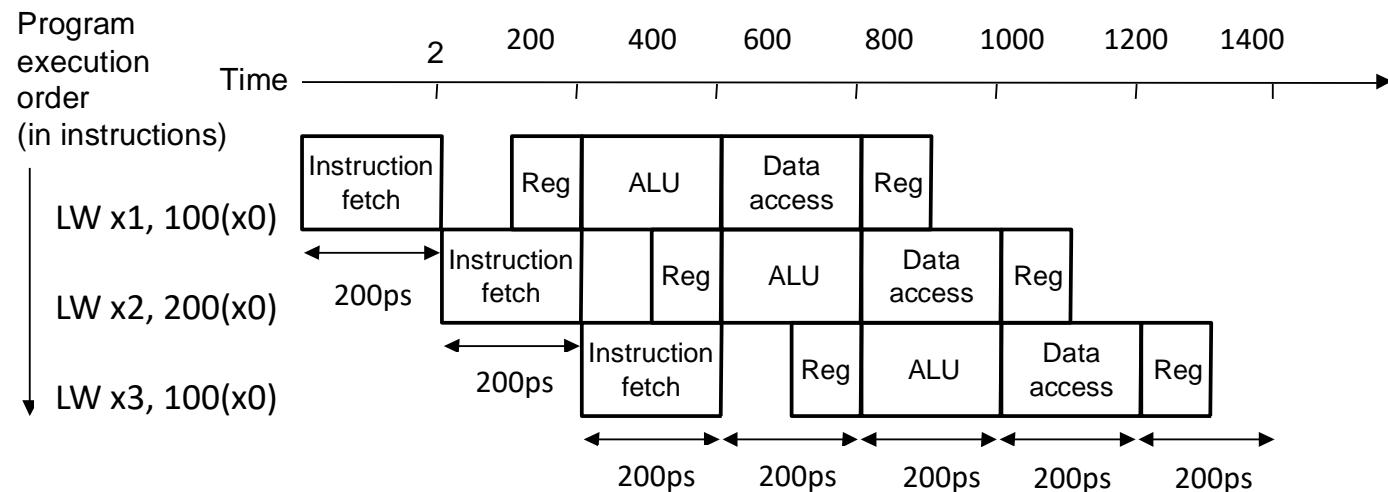 Program
execution
order
(in instructions)
Time
2 200 400 600 800 1000 1200 1400
LW x1, 100(x0)
Instruction
fetch
Reg
ALU
Data
access
Reg
200ps
LW x2, 200(x0)
Instruction
fetch
Reg
ALU
Data
access
Reg
200ps
LW x3, 100(x0)
Instruction
fetch
Reg
ALU
Data
access
Reg
200ps 200ps 200ps 200ps 200ps